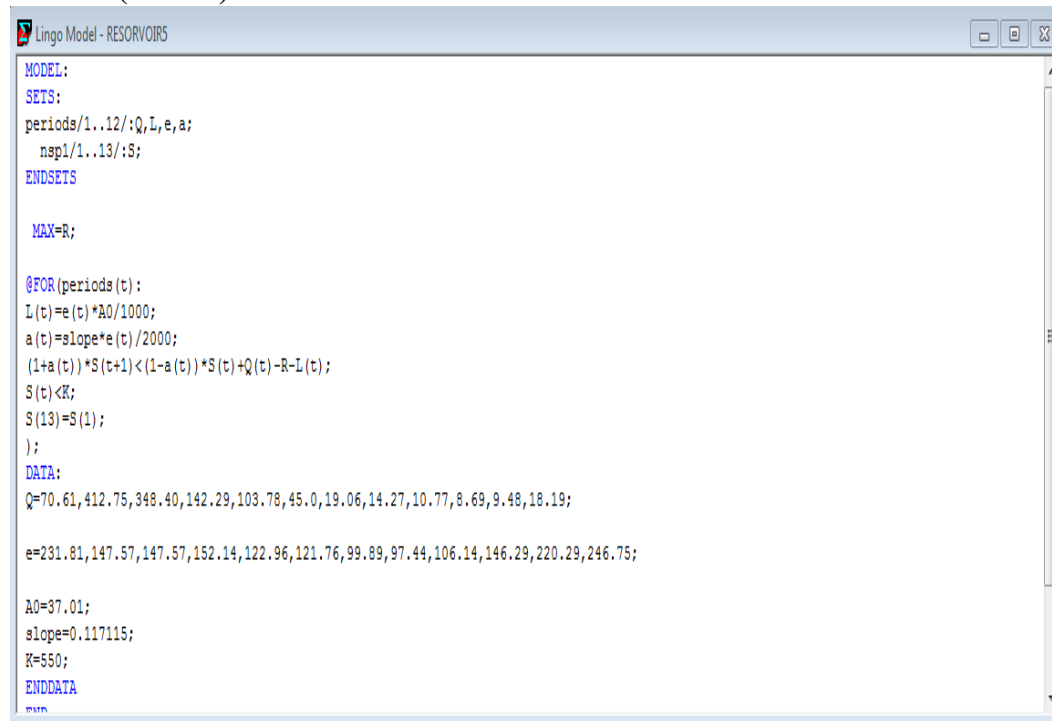 Lingo Model - RESORVOIR5
MODEL:
SETS:
periods/1..12/:Q,L,e,a;
nsp1/1..13/:S;
ENDSETS
MAX=R;
@FOR(periods(t):
L(t)=e(t)*A0/1000;
a(t)=slope*e(t)/2000;
(1+a(t))*S(t+1)<(1-a(t))*S(t)+Q(t)-R-L(t);
S(t)<K;
S(13)=S(1);
);
DATA:
Q=70.61,412.75,348.40,142.29,103.78,45.0,19.06,14.27,10.77,8.69,9.48,18.19;
e=231.81,147.57,147.57,152.14,122.96,121.76,99.89,97.44,106.14,146.29,220.29,246.75;
A0=37.01;
slope=0.117115;
K=550;
ENDDATA
END